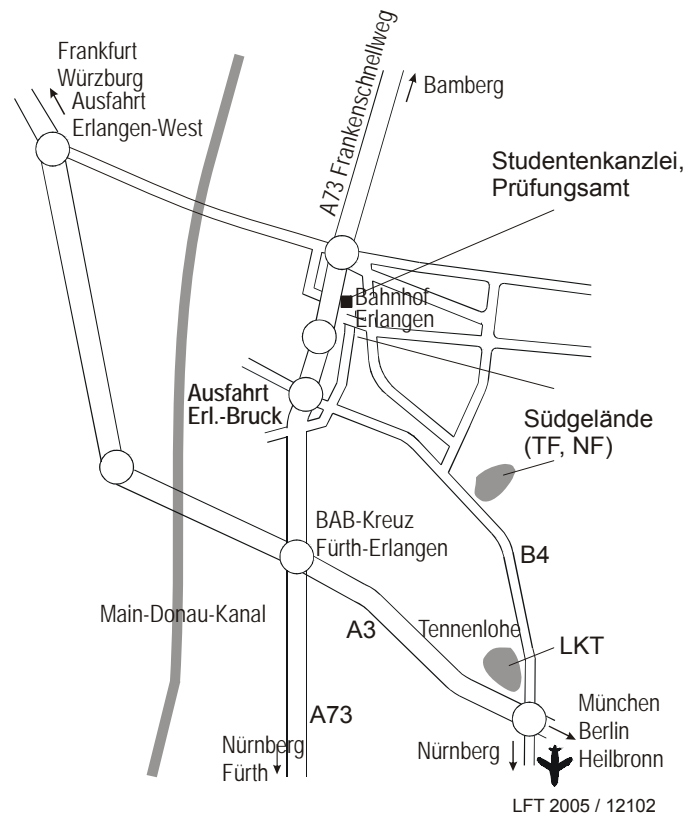 Frankfurt
Würzburg
Ausfahrt
Erlangen-West
A73 Frankenschnellweg
Bamberg
Studentenkanzlei,
Prüfungsamt
Bahnhof
Erlangen
Ausfahrt
Erl.-Bruck
Südgelände
(TF, NF)
BAB-Kreuz
Fürth-Erlangen
B4
Main-Donau-Kanal
A3
Tennenlohe
LKT
A73
München
Berlin
Heilbronn
Nürnberg
Fürth
Nürnberg
LFT 2005 / 12102